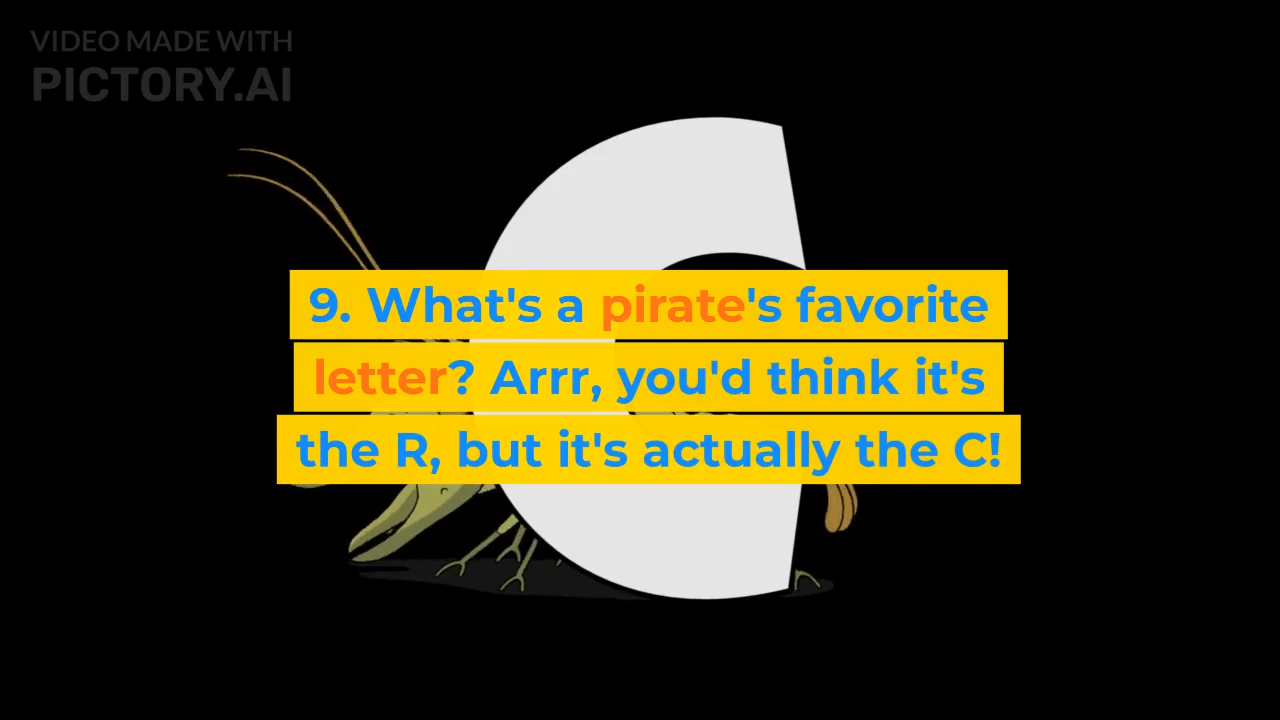 VIDEO MADE WITH
PICTORY.AI
9. What's a pirate's favorite
letter? Arrr, you'd think it's
the R, but it's actually the C!